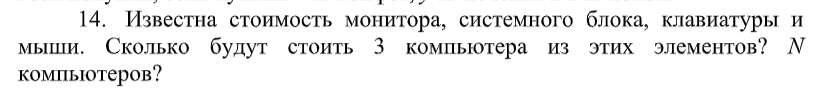 14. Известна стоимость монитора, системного блока, клавиатуры и
мыши. Сколько будут стоить 3 компьютера из этих элементов? N
компьютеров?